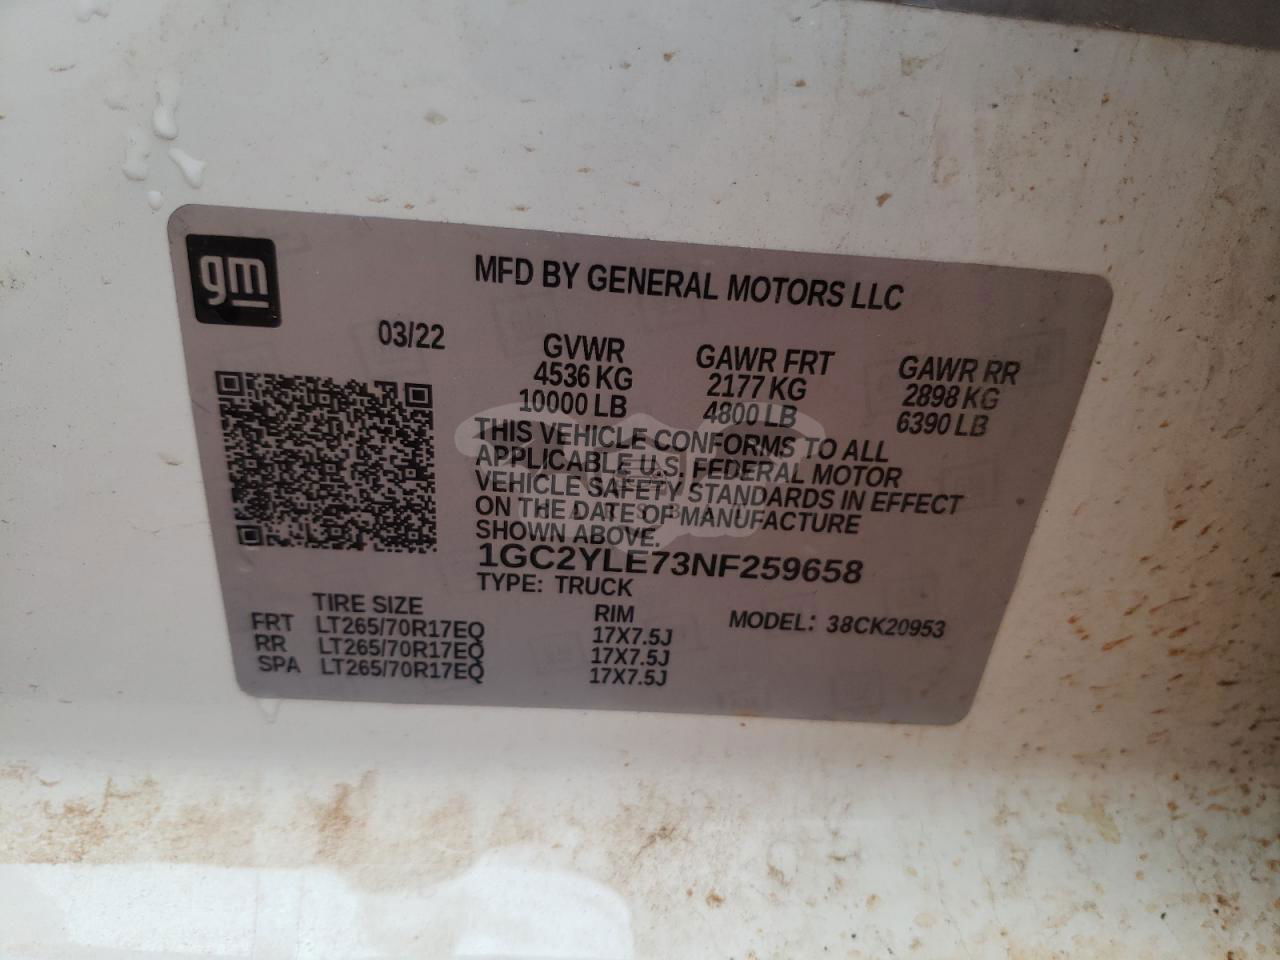 gm
MFD BY GENERAL MOTORS LLC
03/22
GVWR GAWR FRT GAWR RR
4536 KG 2177 KG 2898 KG
10000 LB 4800 LB 6390 LB
THIS VEHICLE CONFORMS TO ALL
APPLICABLE U.S. FEDERAL MOTOR
VEHICLE SAFETY STANDARDS IN EFFECT
ON THE DATE OF MANUFACTURE
SHOWN ABOVE.
1GC2YLE73NF259658
TYPE: TRUCK
TIRE SIZE RIM MODEL: 38CK20953
FRT LT265/70R17EQ 17X7.5J
RR LT265/70R17EQ 17X7.5J
SPA LT265/70R17EQ 17X7.5J